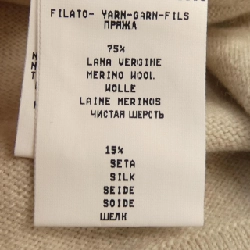 FILATO- YARN-GARN-FILS
ПРЯЖА
75%
LANA VERGINE
MERINO WOOL
WOLLE
LAINE MERINOS
ЧИСТАЯ ШЕРСТЬ
15%
SETA
SILK
SEIDE
SOIDE
ШЕЛК